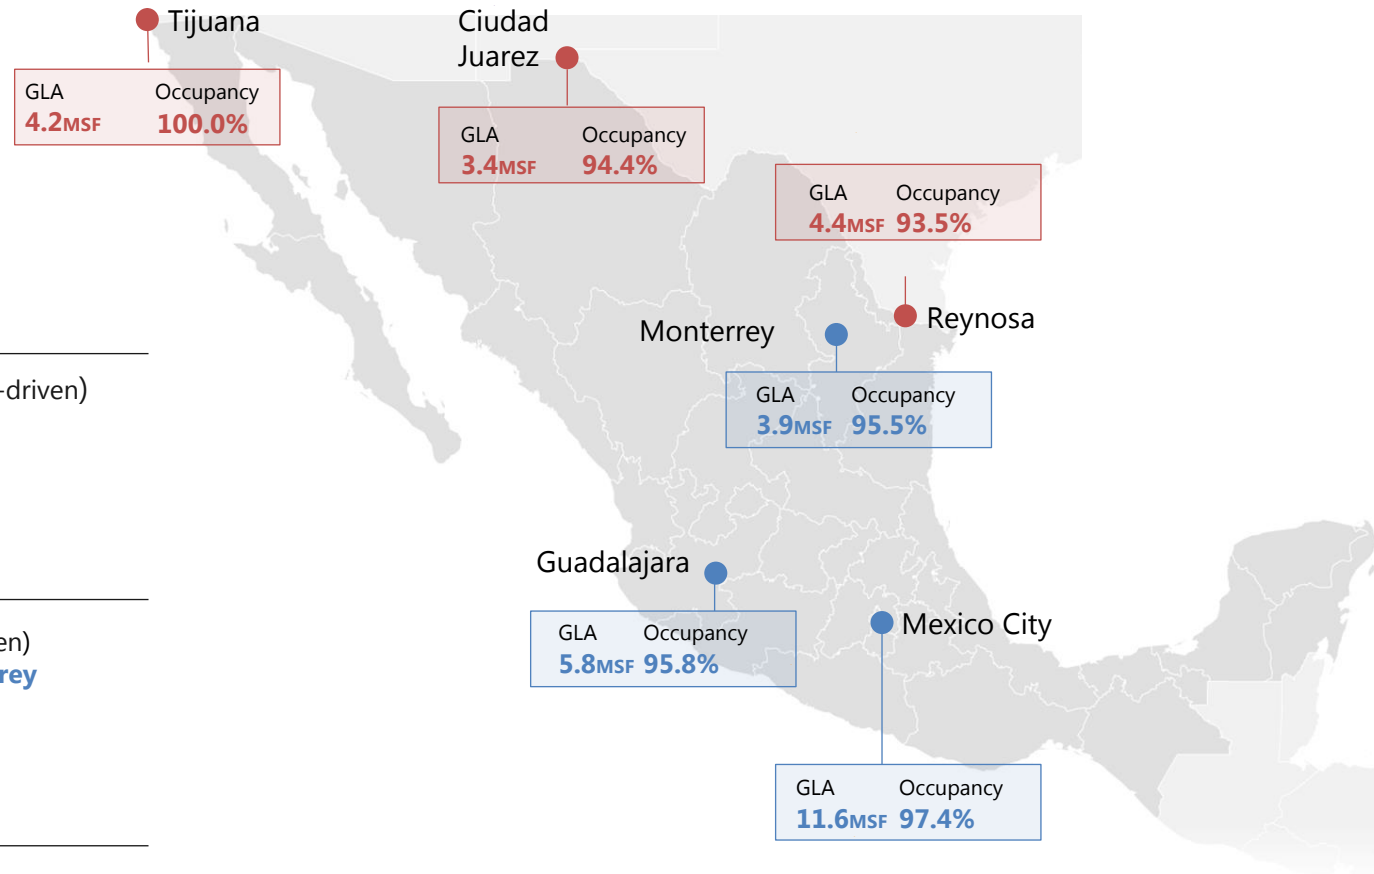 Tijuana
GLA Occupancy
4.2MSF 100.0%
Ciudad
Juarez
GLA Occupancy
3.4MSF 94.4%
GLA Occupancy
4.4MSF 93.5%
Reynosa
Monterrey
GLA Occupancy
3.9MSF 95.5%
-driven)
Guadalajara
GLA Occupancy
5.8MSF 95.8%
Mexico City
en)
rey
GLA Occupancy
11.6MSF 97.4%